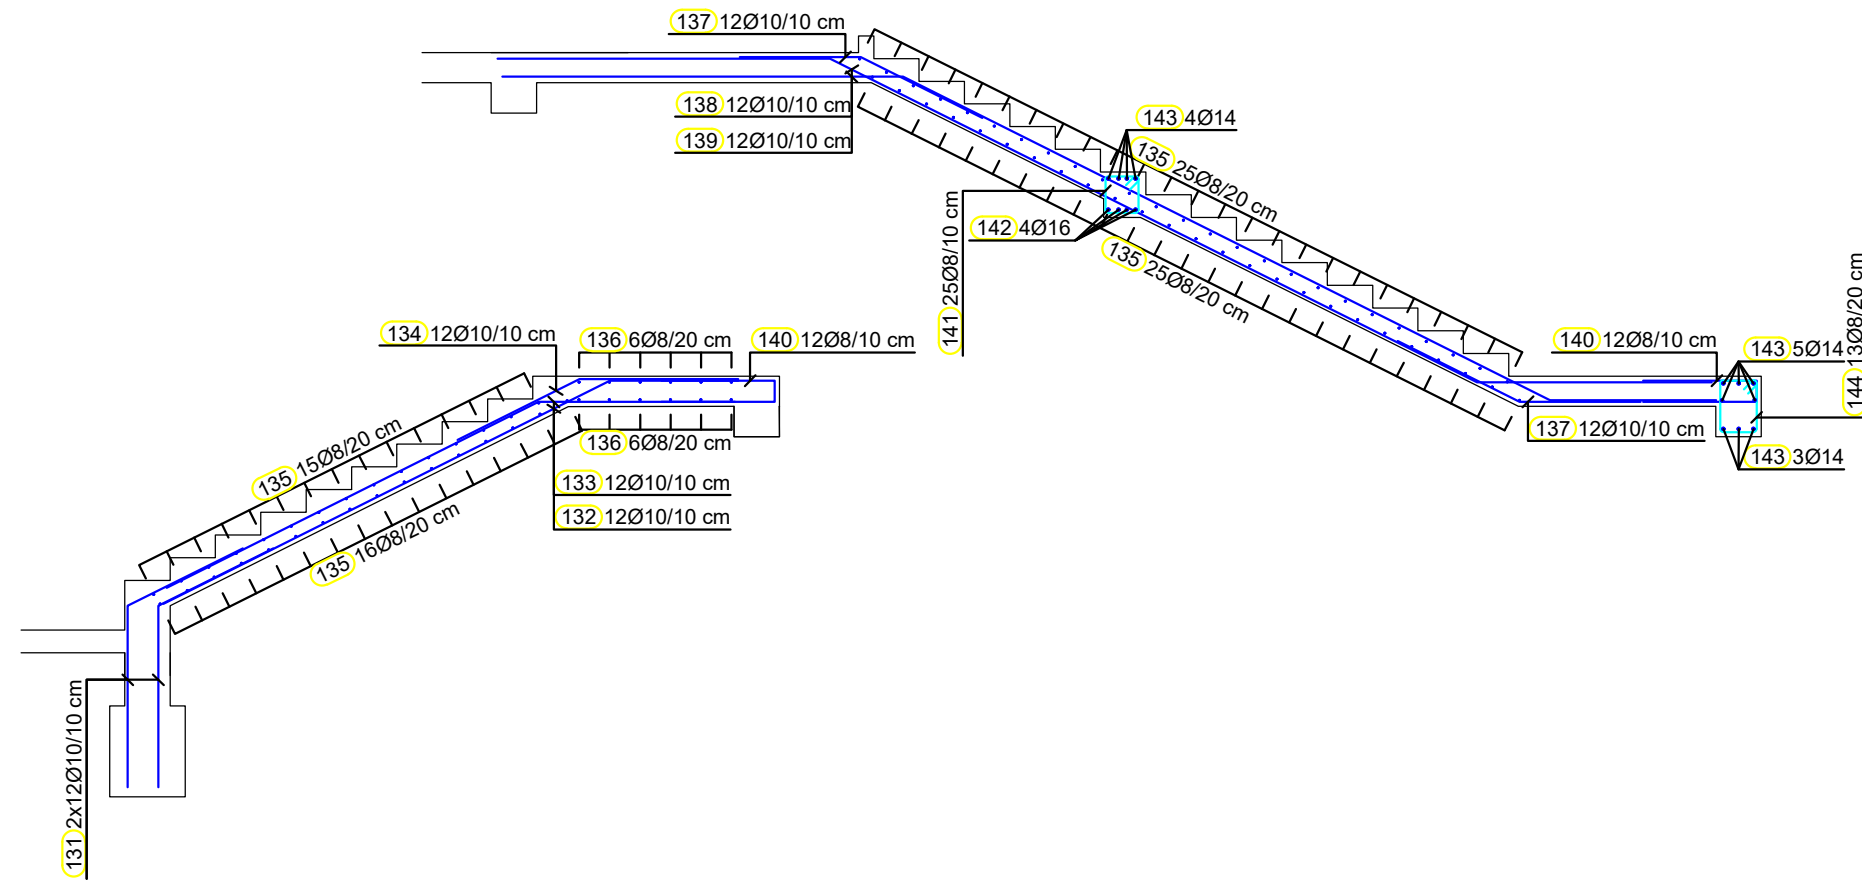 137 12Ø10/10 cm
138 12Ø10/10 cm
139 12Ø10/10 cm
143 4Ø14
135 25Ø8/20 cm
142 4Ø16
141 25Ø8/10 cm
135 25Ø8/20 cm
144 13Ø8/20 cm
134 12Ø10/10 cm
136 6Ø8/20 cm
140 12Ø8/10 cm
140 12Ø8/10 cm
143 5Ø14
137 12Ø10/10 cm
143 3Ø14
136 6Ø8/20 cm
135 15Ø8/20 cm
133 12Ø10/10 cm
132 12Ø10/10 cm
135 16Ø8/20 cm
131 2x12Ø10/10 cm